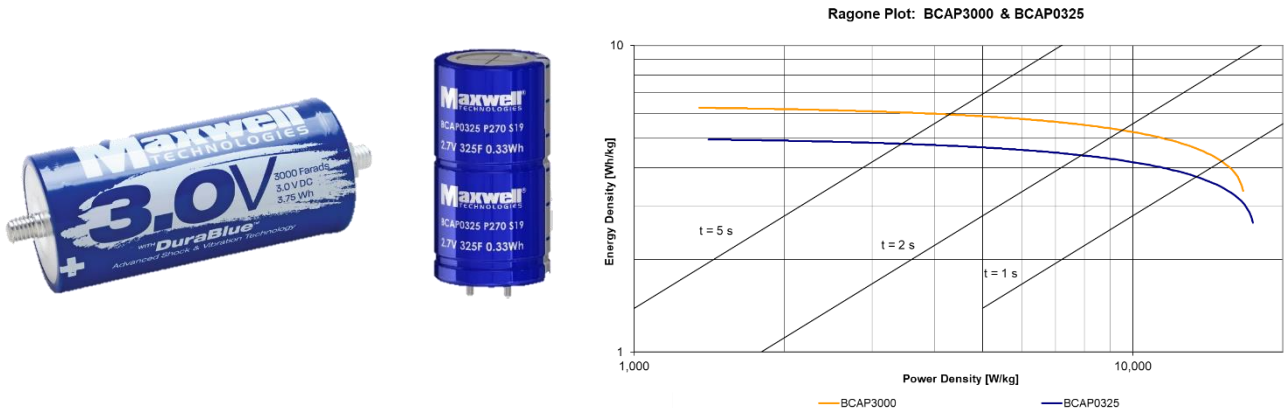 Maxwell
TECHNOLOGIES
3.0V
3000 Farads
3.0 V DC
3.75 Wh
WITH DuraBlue™
Advanced Shock & Vibration Technology
+
Maxwell®
TECHNOLOGIES
BCAP0325 P270 S19
2.7V 325F 0.33Wh
Maxwell®
TECHNOLOGIES
BCAP0325 P270 S19
2.7V 325F 0.33Wh
Ragone Plot: BCAP3000 & BCAP0325
Energy Density [Wh/kg]
10
1
t = 5 s
t = 2 s
t = 1 s
1,000
10,000
Power Density [W/kg]
BCAP3000
BCAP0325